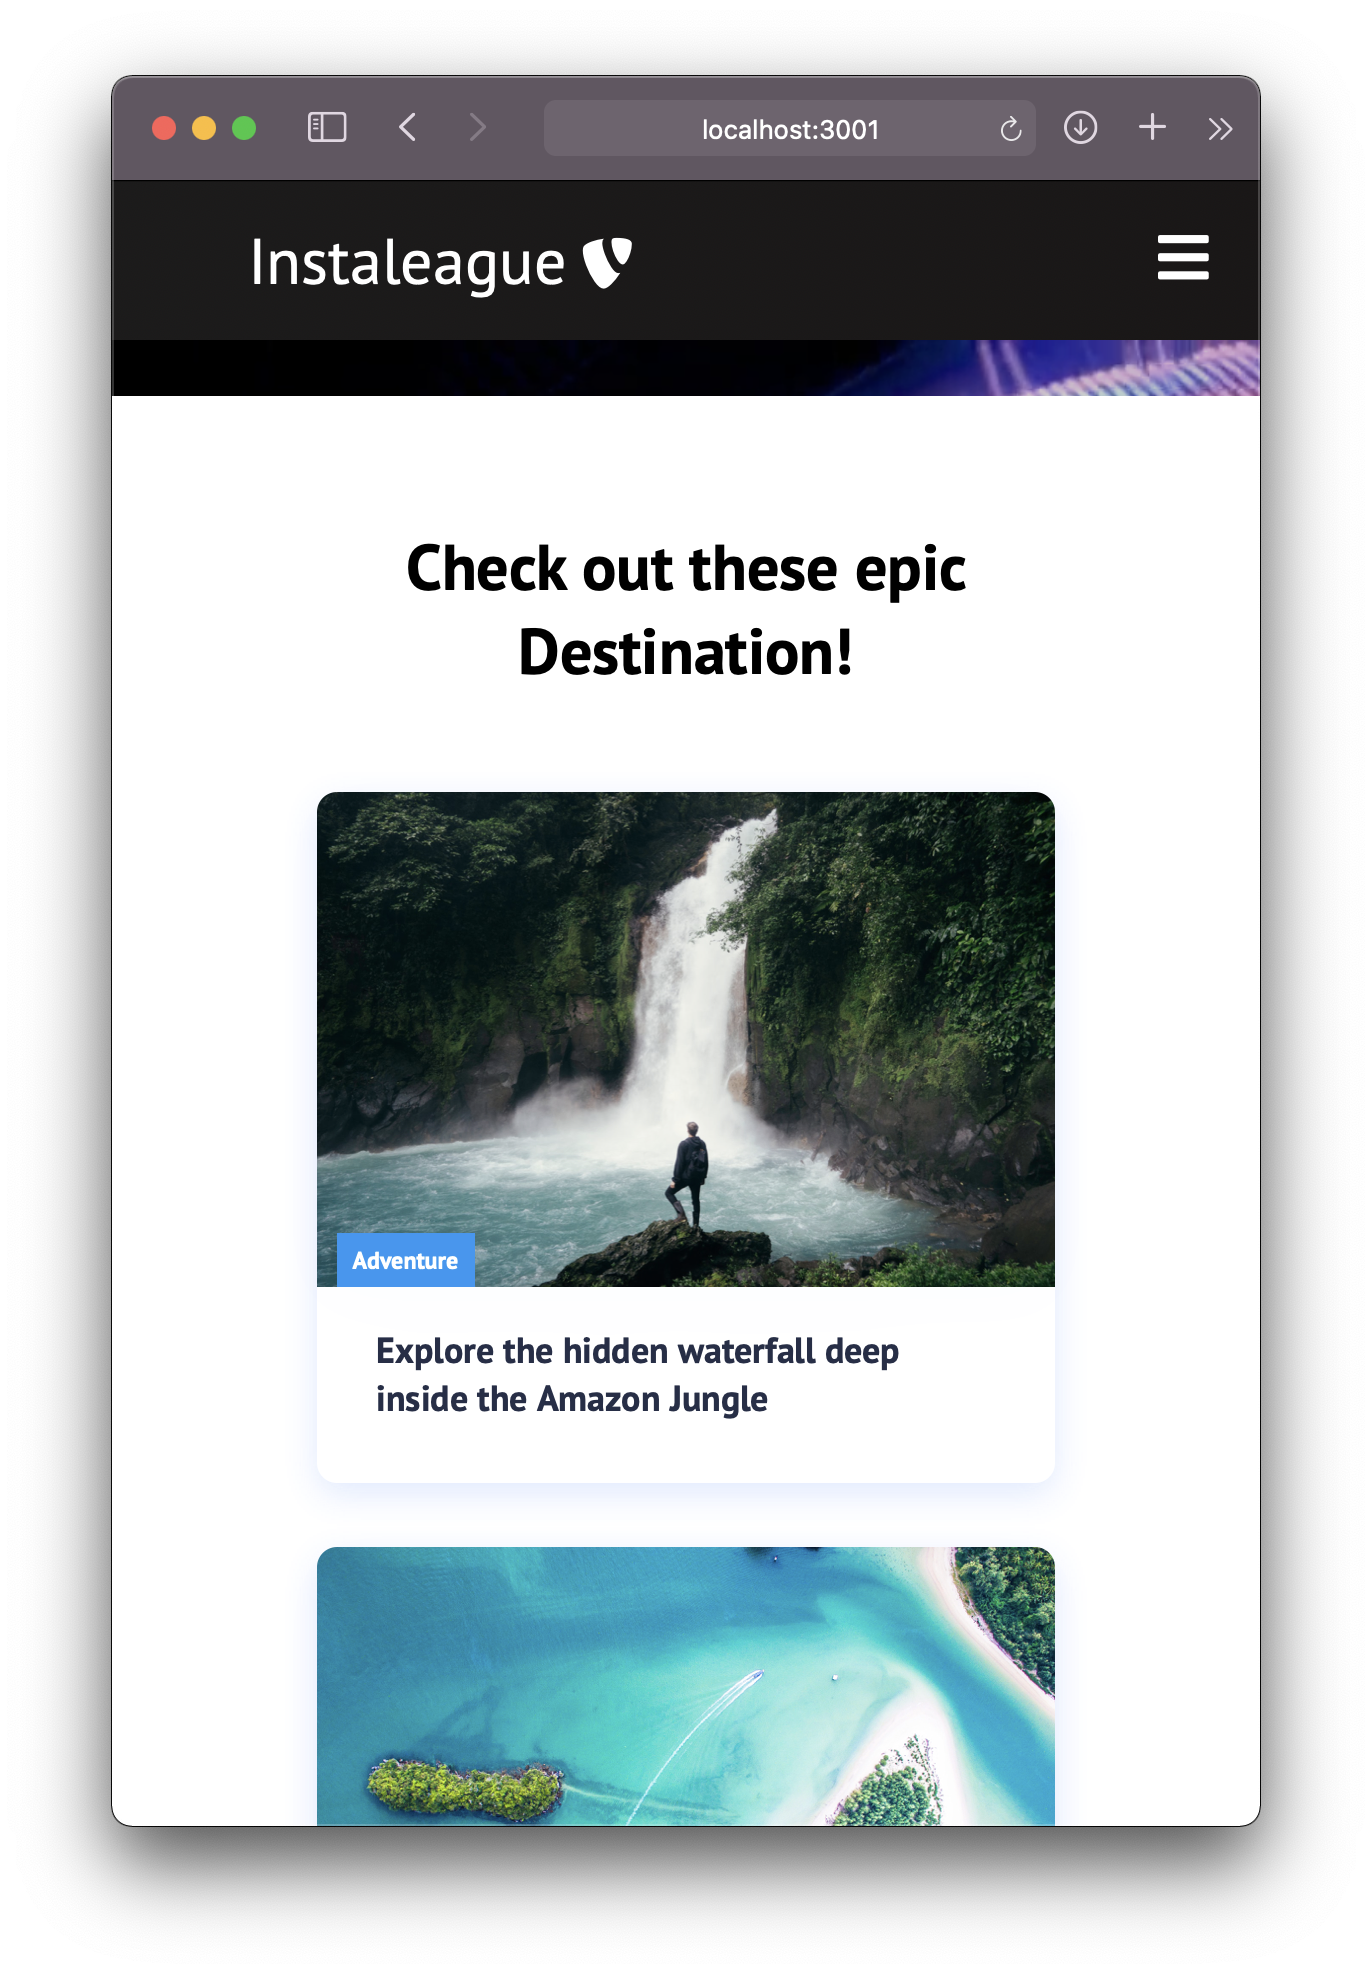 localhost:3001
Instaleague
Check out these epic
Destination!
Adventure
Explore the hidden waterfall deep
inside the Amazon Jungle